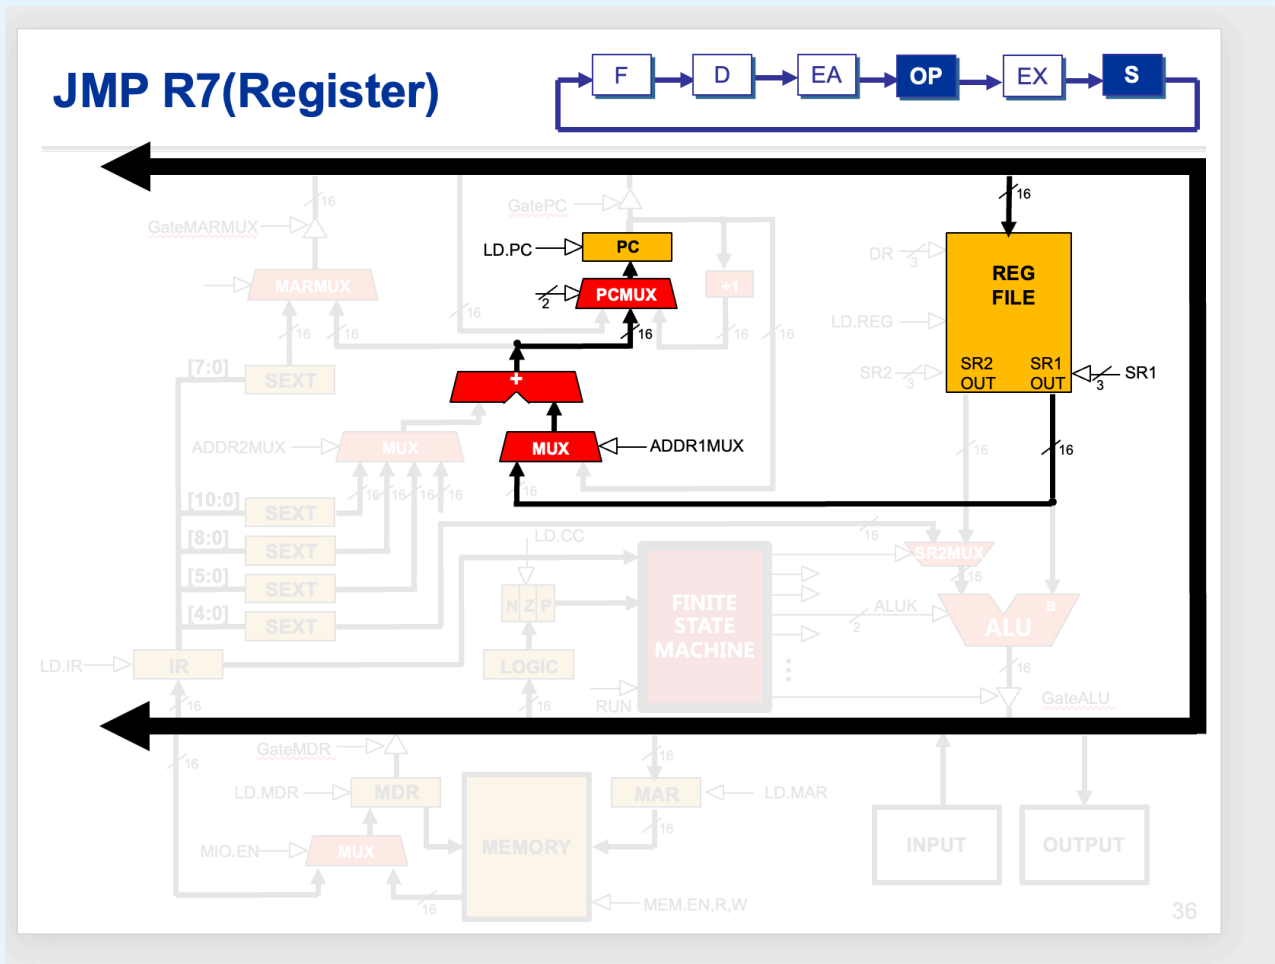 JMP R7(Register)
F D EA OP EX S
16
16
GatePC
GateMARMUX
LD.PC
PC
DR
3
REG
FILE
MARMUX
+1
2
PCMUX
16
LD.REG
16 16
16
16
16
[7:0]
SEXT
+
SR2
3
SR2
OUT
SR1
OUT
3
SR1
ADDR2MUX
MUX
MUX
ADDR1MUX
16
16
16 16 16 16
16
[10:0]
SEXT
[8:0]
SEXT
LD.CC
16
SR2MUX
[5:0]
SEXT
16
N Z P
FINITE
STATE
MACHINE
ALUK
2
B
ALU
[4:0]
SEXT
LD.IR
IR
LOGIC
16
16
16
RUN
GateALU
GateMDR
16
16
LD.MDR
MDR
MAR
LD.MAR
16
MIO.EN
MUX
MEMORY
INPUT
OUTPUT
16
MEM.EN,R,W
36